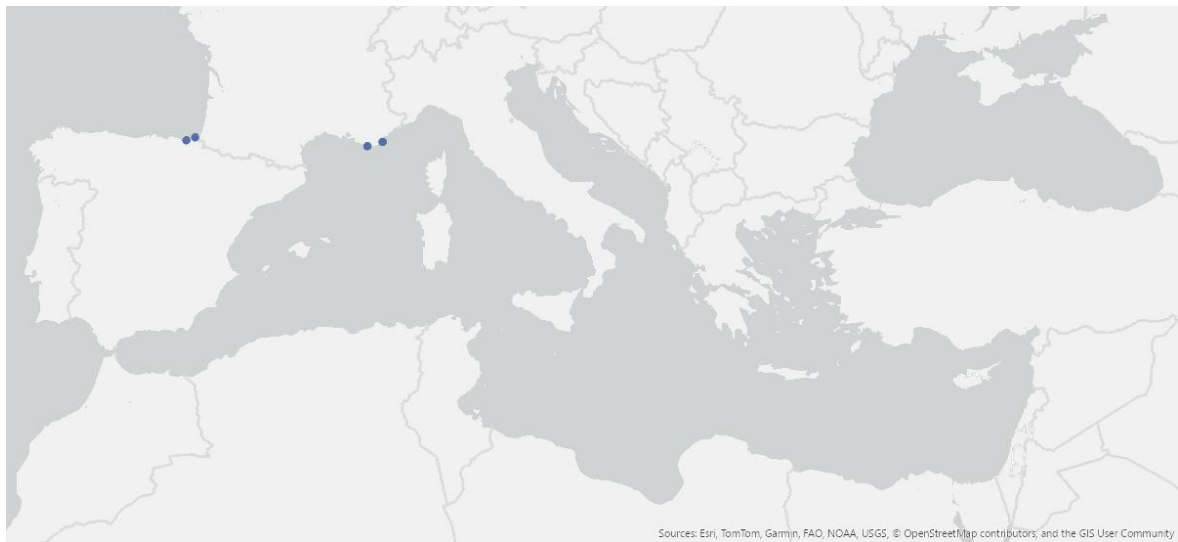 Sources: Esri, TomTom, Garmin, FAO, NOAA, USGS, © OpenStreetMap contributors, and the GIS User Community